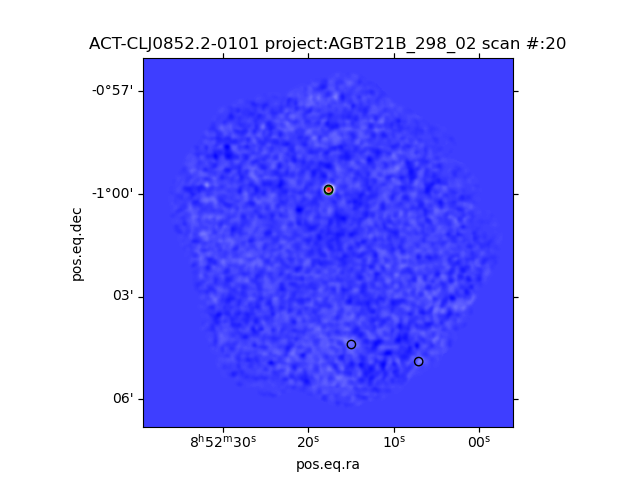 ACT-CLJ0852.2-0101 project:AGBT21B_298_02 scan #:20
-0°57'
-1°00'
03'
06'
pos.eq.dec
8ʰ52ᵐ30ˢ 20ˢ 10ˢ 00ˢ
pos.eq.ra